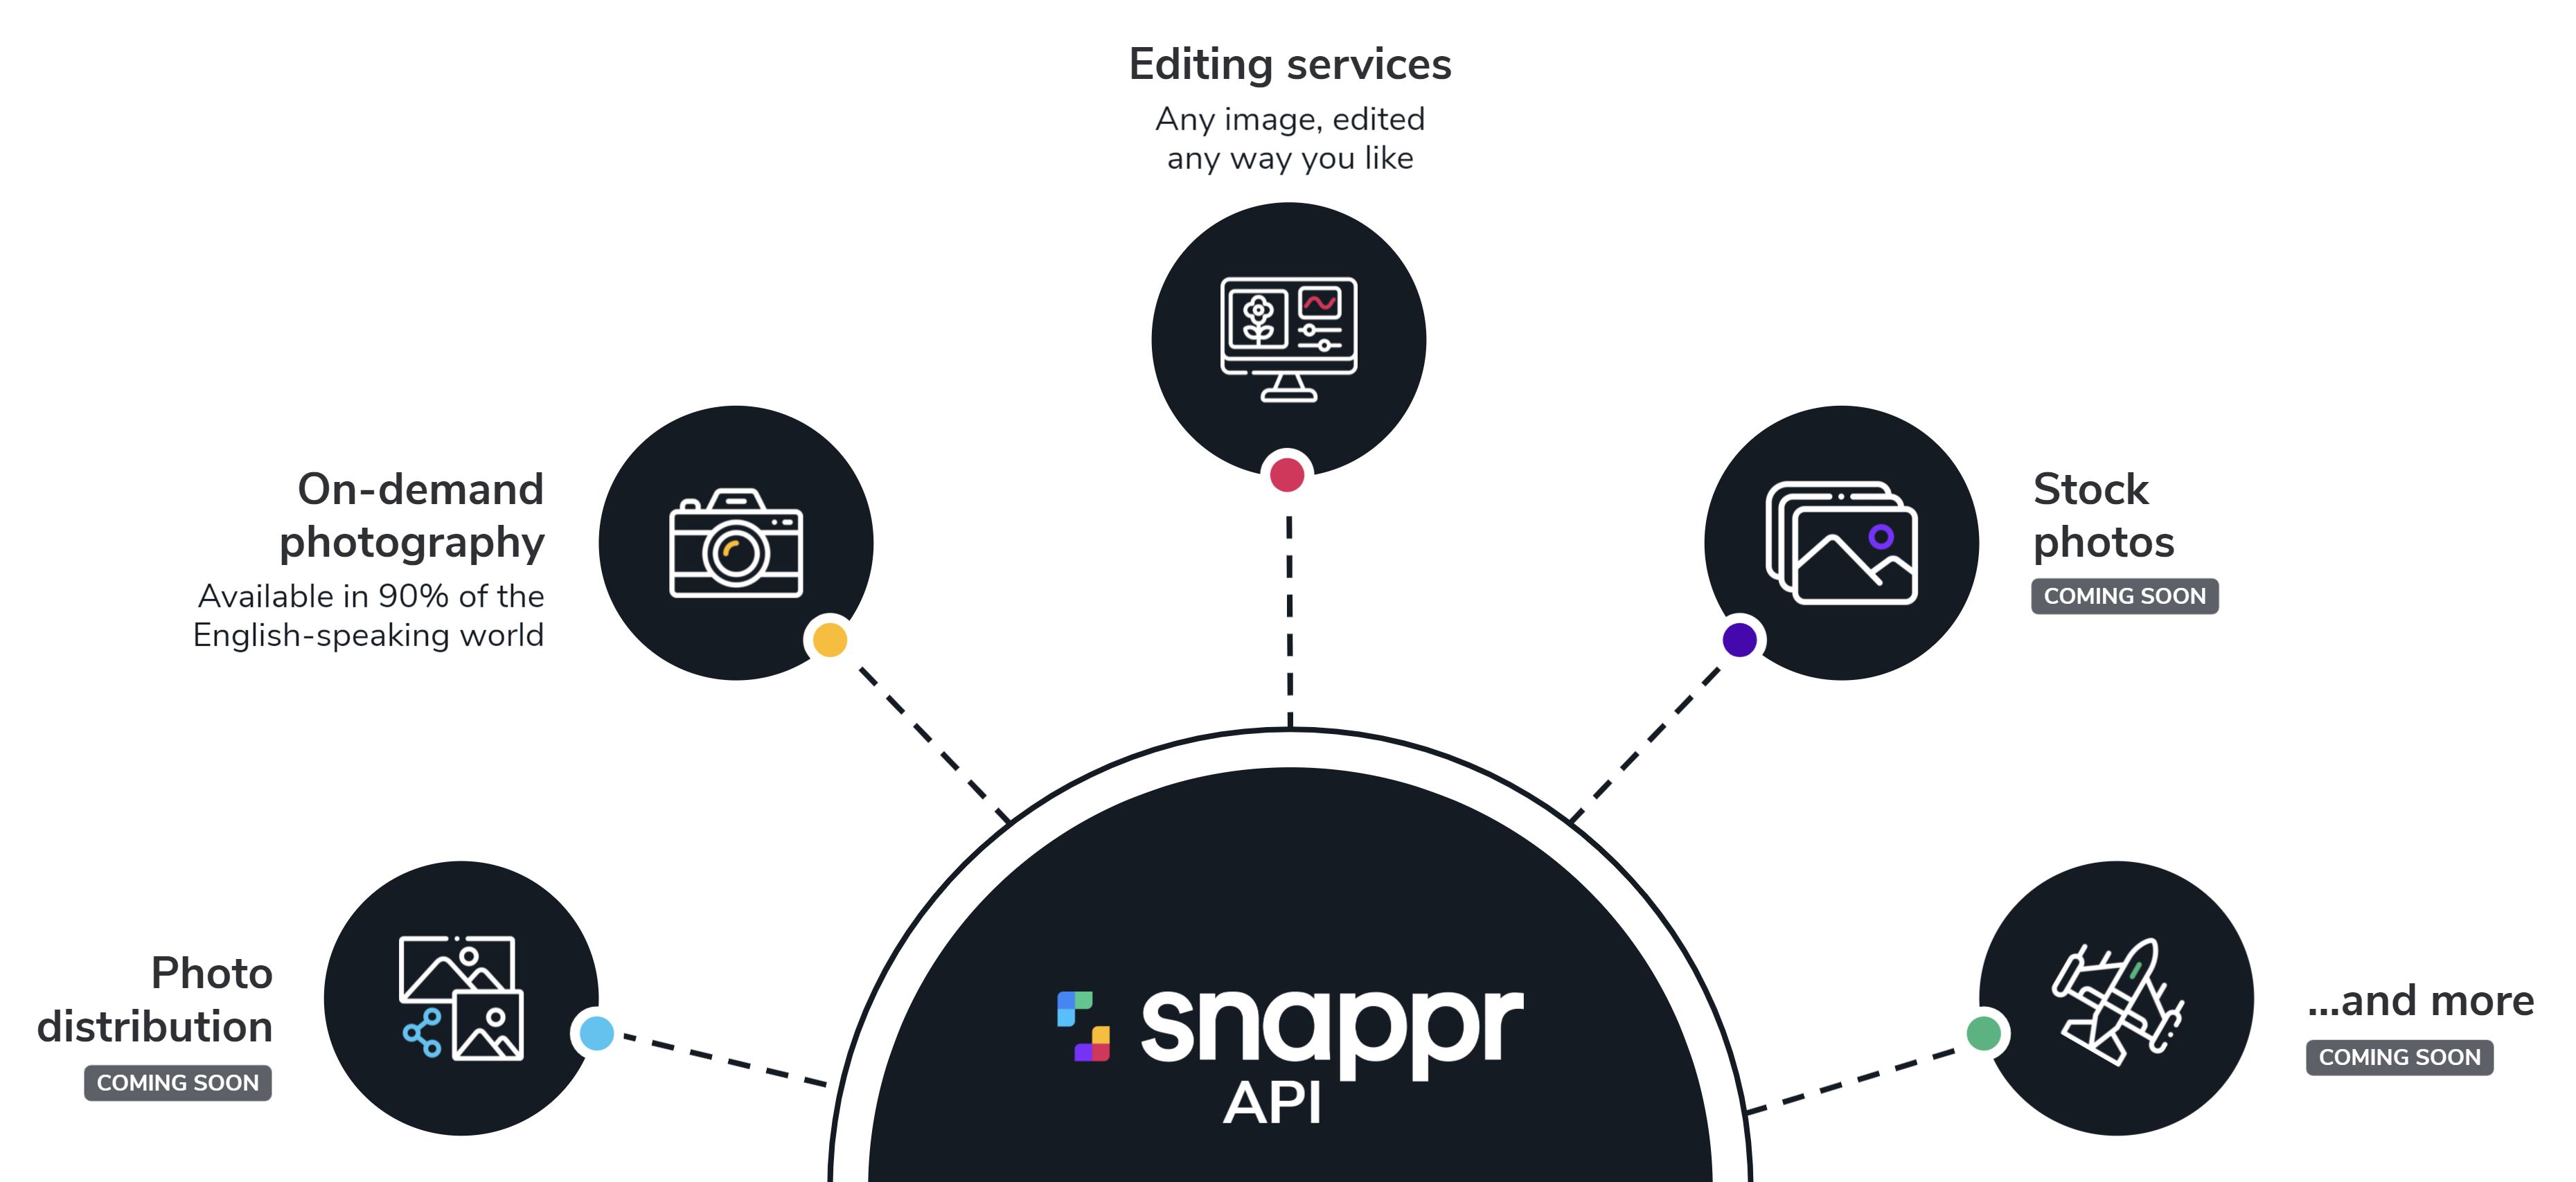 Editing services
Any image, edited
any way you like
On-demand
photography
Available in 90% of the
English-speaking world
Stock
photos
COMING SOON
Photo
distribution
COMING SOON
...and more
COMING SOON
snappr
API